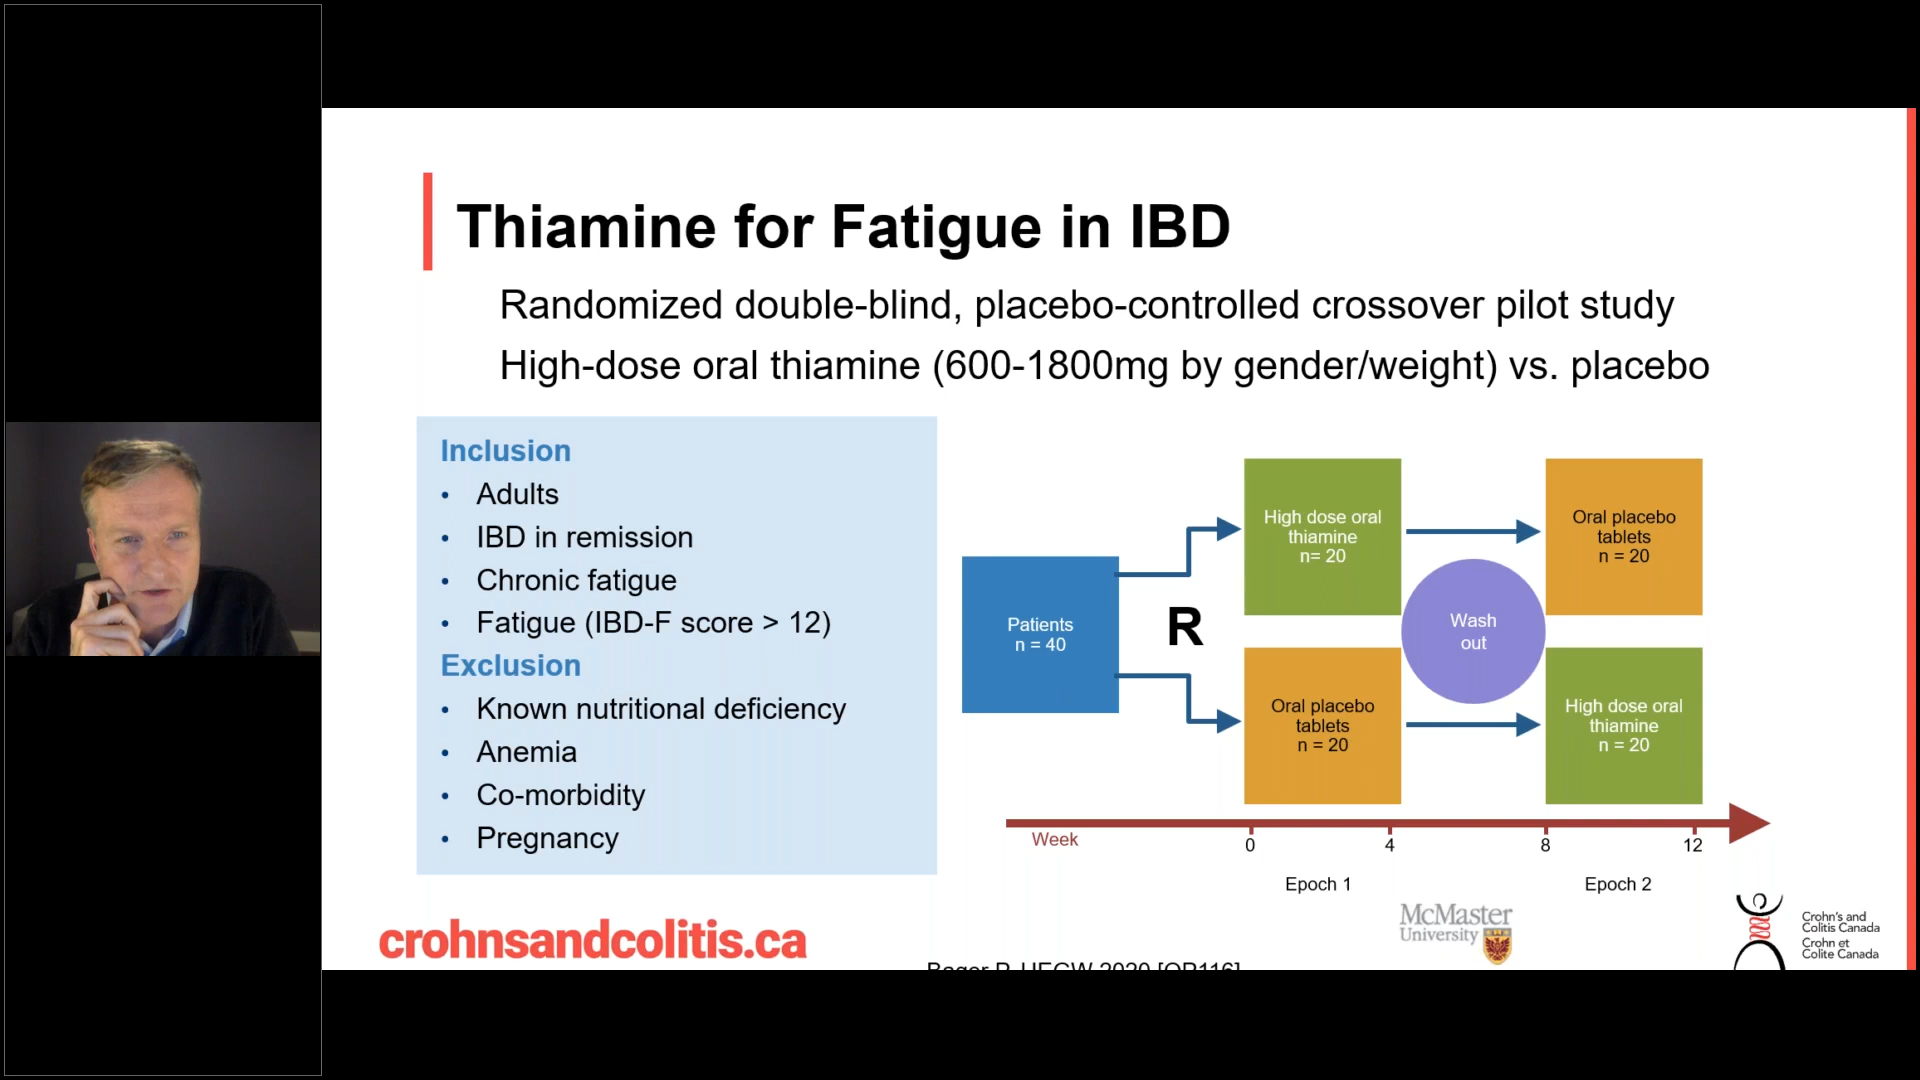 Thiamine for Fatigue in IBD
Randomized double-blind, placebo-controlled crossover pilot study
High-dose oral thiamine (600-1800mg by gender/weight) vs. placebo
Inclusion
• Adults
• IBD in remission
• Chronic fatigue
• Fatigue (IBD-F score > 12)
Exclusion
• Known nutritional deficiency
• Anemia
• Co-morbidity
• Pregnancy
Patients
n = 40
R
High dose oral
thiamine
n= 20
Oral placebo
tablets
n = 20
Wash
out
Oral placebo
tablets
n = 20
High dose oral
thiamine
n = 20
Week
0 4 8 12
Epoch 1 Epoch 2
crohnsandcolitis.ca
McMaster
University
Crohn's and
Colitis Canada
Crohn et
Colite Canada
2020